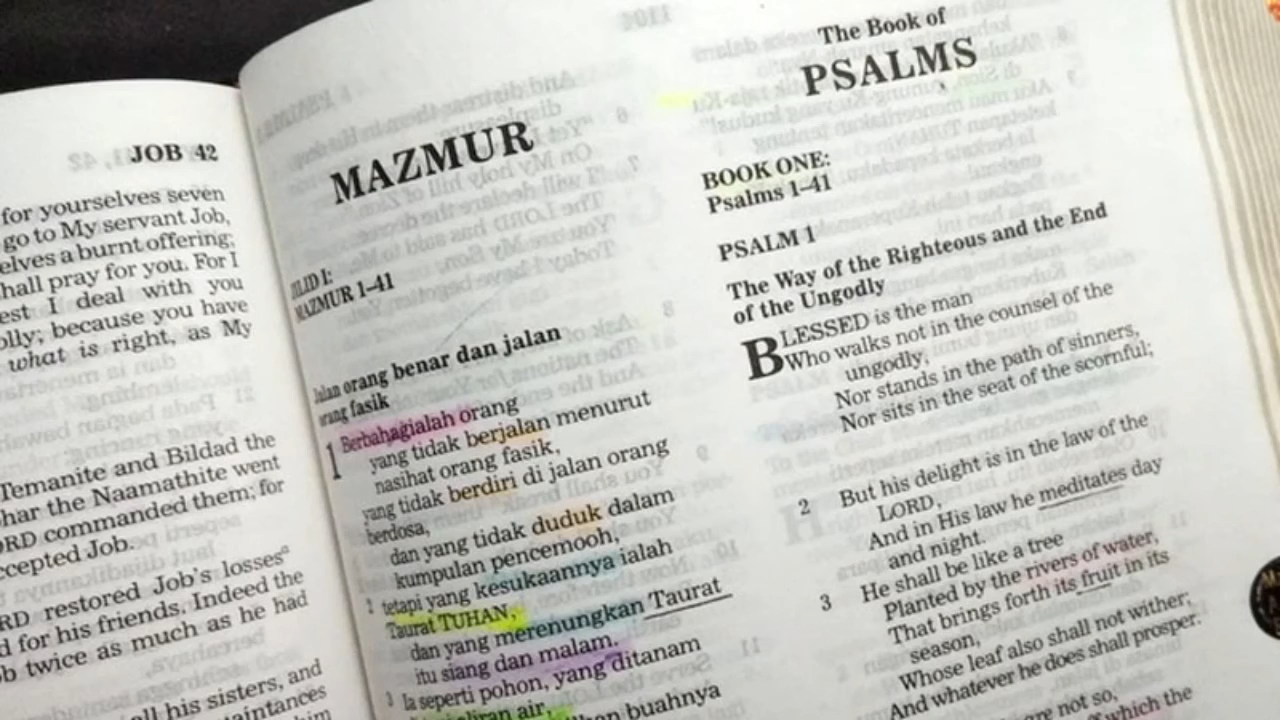 JOB 42
for yourselves seven
go to My servant Job,
elves a burnt offering;
hall pray for you. For I
est I deal with you
olly; because you have
what is right, as My
Temanite and Bildad the
har the Naamathite went
ORD commanded them; for
ccepted Job.
RD restored Job's losses
d for his friends. Indeed the
b twice as much as he had
all his sisters, and
MAZMUR
JILID I:
MAZMUR 1–41
Jalan orang benar dan jalan
orang fasik
1 Berbahagialah orang
yang tidak berjalan menurut
nasihat orang fasik,
yang tidak berdiri di jalan orang
berdosa,
dan yang tidak duduk dalam
kumpulan pencemooh,
2 tetapi yang kesukaannya ialah
Taurat TUHAN,
dan yang merenungkan Taurat
itu siang dan malam.
3 Ia seperti pohon, yang ditanam
aliran air,
buahnya
The Book of
PSALMS
BOOK ONE:
Psalms 1–41
PSALM 1
The Way of the Righteous and the End
of the Ungodly
BLESSED is the man
Who walks not in the counsel of the
ungodly,
Nor stands in the path of sinners,
Nor sits in the seat of the scornful;
2 But his delight is in the law of the
LORD,
And in His law he meditates day
and night.
3 He shall be like a tree
Planted by the rivers of water,
That brings forth its fruit in its
season,
Whose leaf also shall not wither;
And whatever he does shall prosper.
are not so,
which the